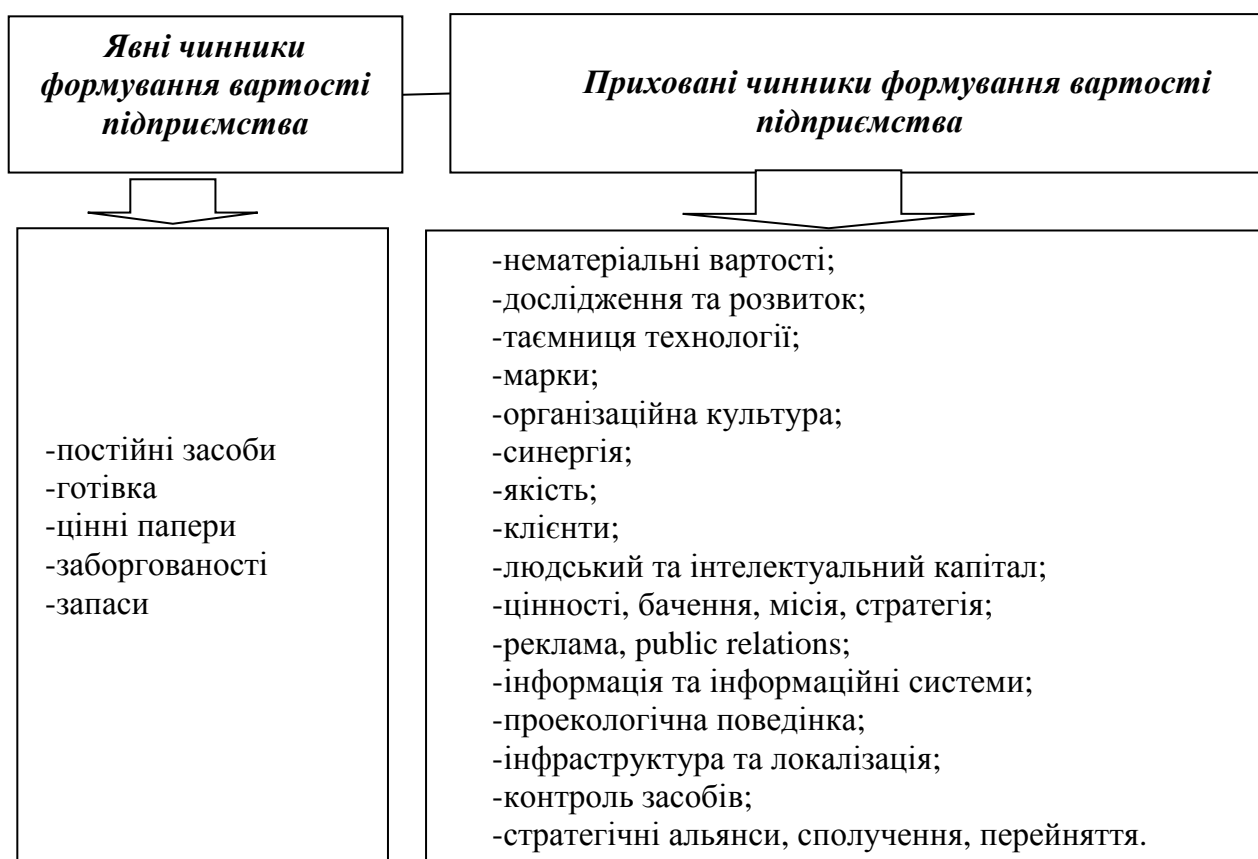 Явні чинники
формування вартості
підприємства
Приховані чинники формування вартості
підприємства
-постійні засоби
-готівка
-цінні папери
-заборгованості
-запаси
-нематеріальні вартості;
-дослідження та розвиток;
-таємниця технології;
-марки;
-організаційна культура;
-синергія;
-якість;
-клієнти;
-людський та інтелектуальний капітал;
-цінності, бачення, місія, стратегія;
-реклама, public relations;
-інформація та інформаційні системи;
-проекологічна поведінка;
-інфраструктура та локалізація;
-контроль засобів;
-стратегічні альянси, сполучення, перейняття.